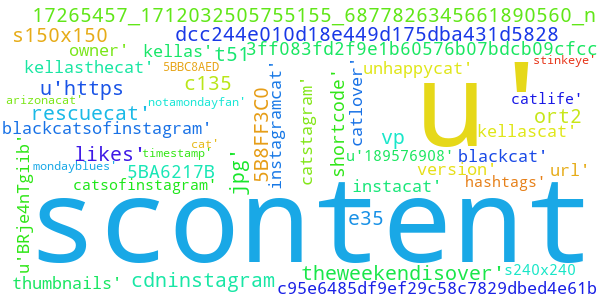 17265457_1712032505755155_6877826345661890560_n
s150x150
dcc244e010d18e449d175dba431d5828
owner'
kellas'
t51
3ff083fd2f9e1b60576b07bdcb09cfcc
stinkeye'
kellasthecat'
5BBC8AED
unhappycat'
u'
u'https
c135
arizonacat'
notamondayfan'
5B8FF3C0
instagramcat'
catstagram'
shortcode'
catlover'
catlife'
rescuecat'
ort2
blackcatsofinstagram'
vp
kellascat'
likes'
timestamp'
cat'
jpg'
u'189576908'
blackcat'
mondayblues'
5BA6217B
version'
url'
u'BRje4nTgiib'
catsofinstagram'
instacat'
hashtags'
scontent
e35
thumbnails'
cdninstagram
theweekendisover'
s240x240
c95e6485df9ef29c58c7829dbed4e61b